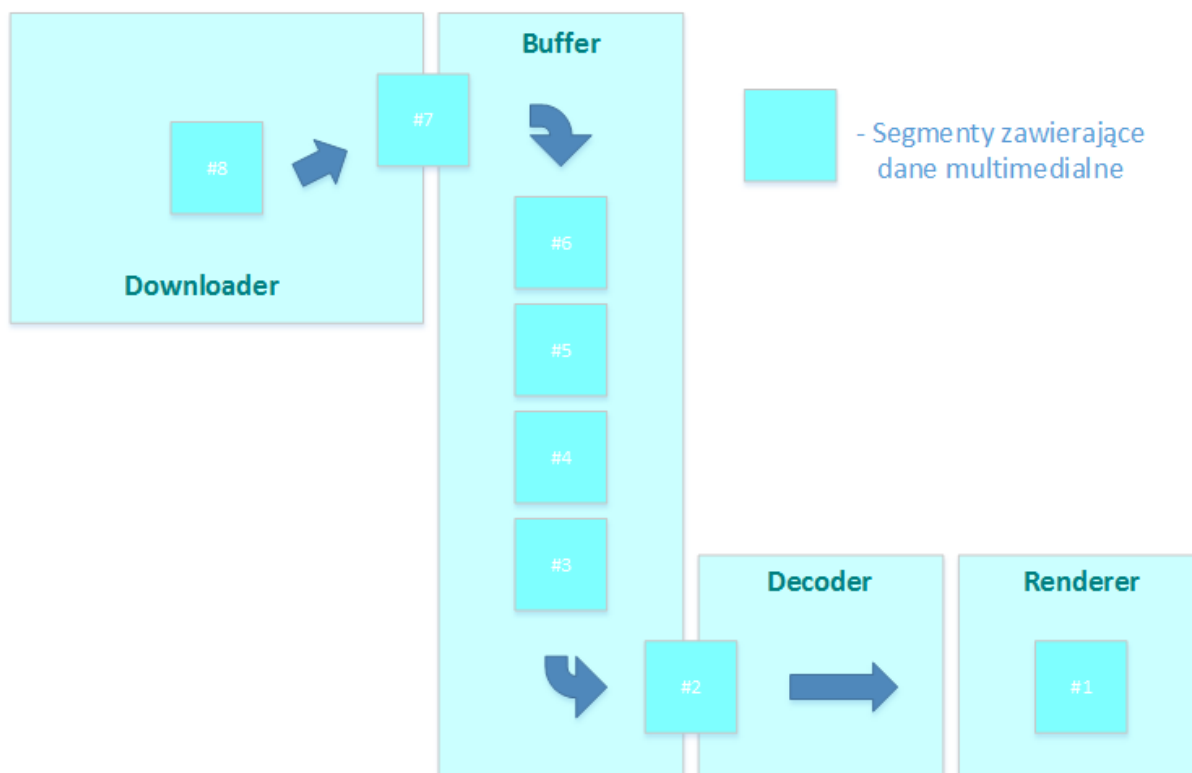 Buffer
#7
#8
- Segmenty zawierające
dane multimedialne
#6
Downloader
#5
#4
#3
Decoder
Renderer
#2
#1